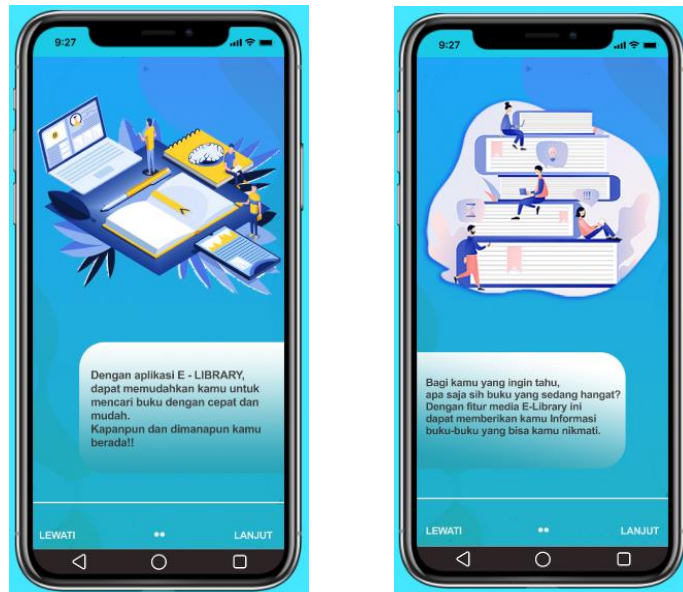 9:27
Dengan aplikasi E - LIBRARY,
dapat memudahkan kamu untuk
mencari buku dengan cepat dan
mudah.
Kapanpun dan dimanapun kamu
berada!!
LEWATI
LANJUT
9:27
Bagi kamu yang ingin tahu,
apa saja sih buku yang sedang hangat?
Dengan fitur media E-Library ini
dapat memberikan kamu Informasi
buku-buku yang bisa kamu nikmati.
LEWATI
LANJUT